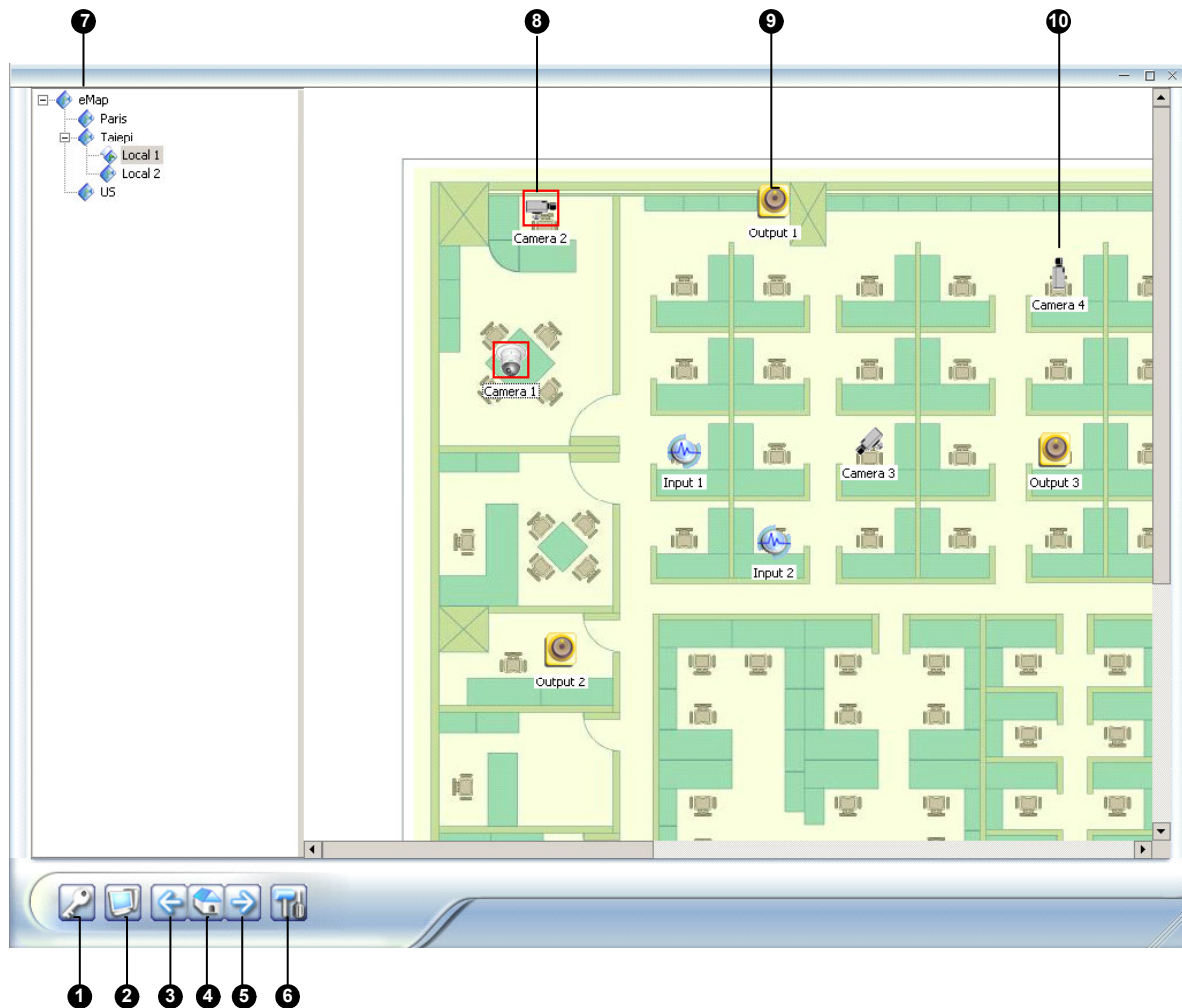 7 8 9 10
eMap
Paris
Taiepi
Local 1
Local 2
US
Camera 2
Output 1
Camera 4
Camera 1
Input 1
Camera 3
Output 3
Input 2
Output 2
1 2 3 4 5 6